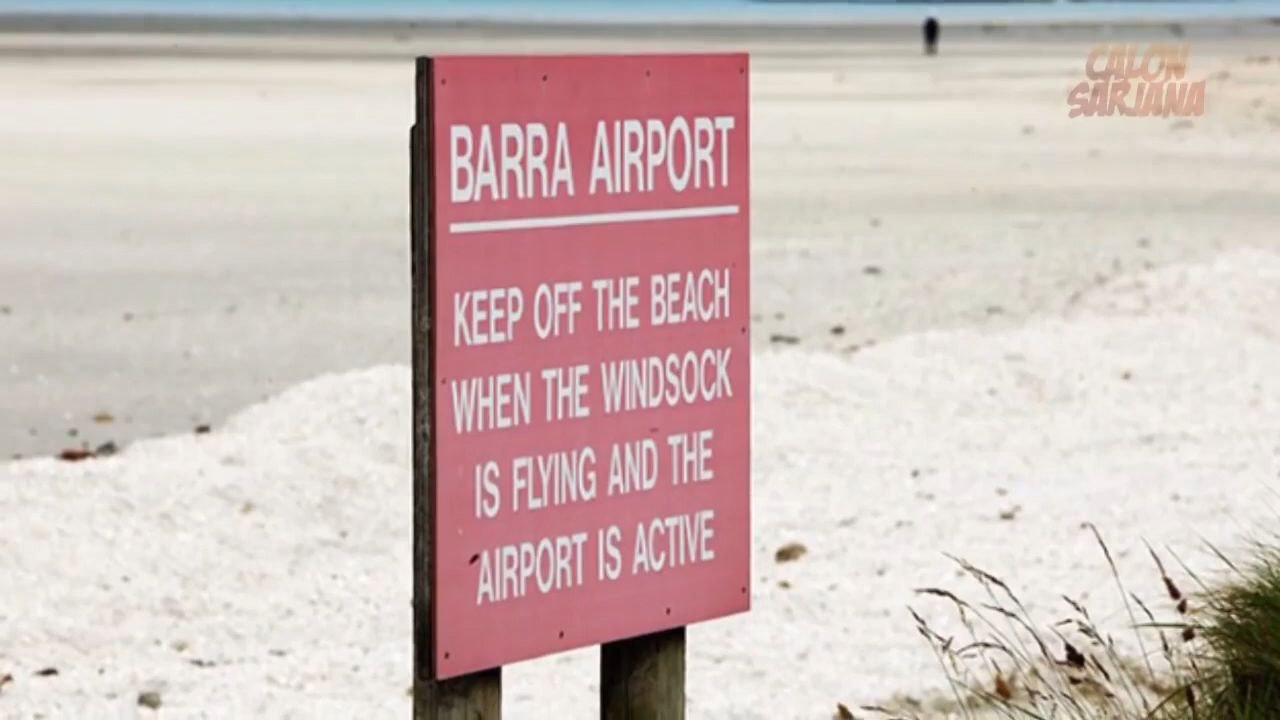 CALON
SARJANA
BARRA AIRPORT
KEEP OFF THE BEACH
WHEN THE WINDSOCK
IS FLYING AND THE
AIRPORT IS ACTIVE